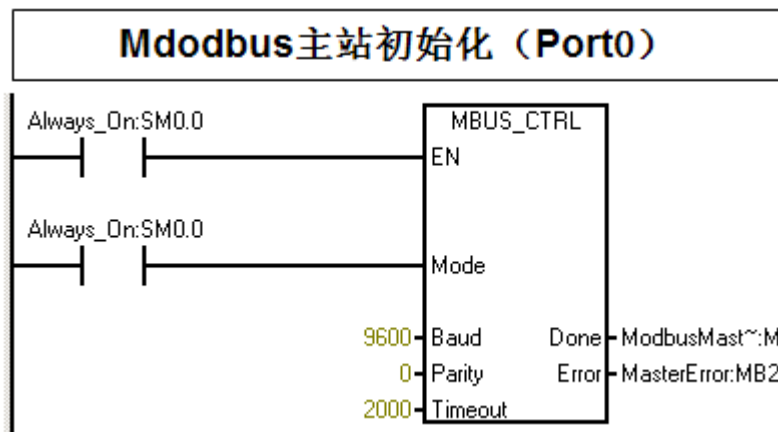 Mdodbus主站初始化（Port0）
Always_On:SM0.0
MBUS_CTRL
EN
Always_On:SM0.0
Mode
9600 Baud Done ModbusMast~:M
0 Parity Error MasterError:MB2
2000 Timeout